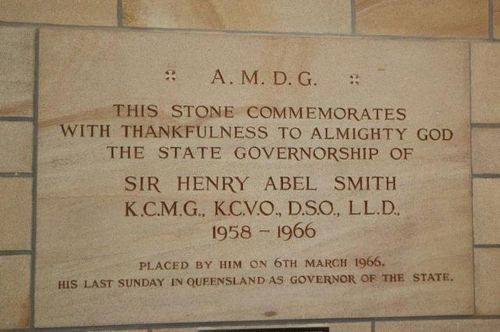 A. M. D. G.
THIS STONE COMMEMORATES
WITH THANKFULNESS TO ALMIGHTY GOD
THE STATE GOVERNORSHIP OF
SIR HENRY ABEL SMITH
K.C.M.G., K.C.V.O., D.S.O., LL.D.,
1958 – 1966
PLACED BY HIM ON 6TH MARCH 1966.
HIS LAST SUNDAY IN QUEENSLAND AS GOVERNOR OF THE STATE.